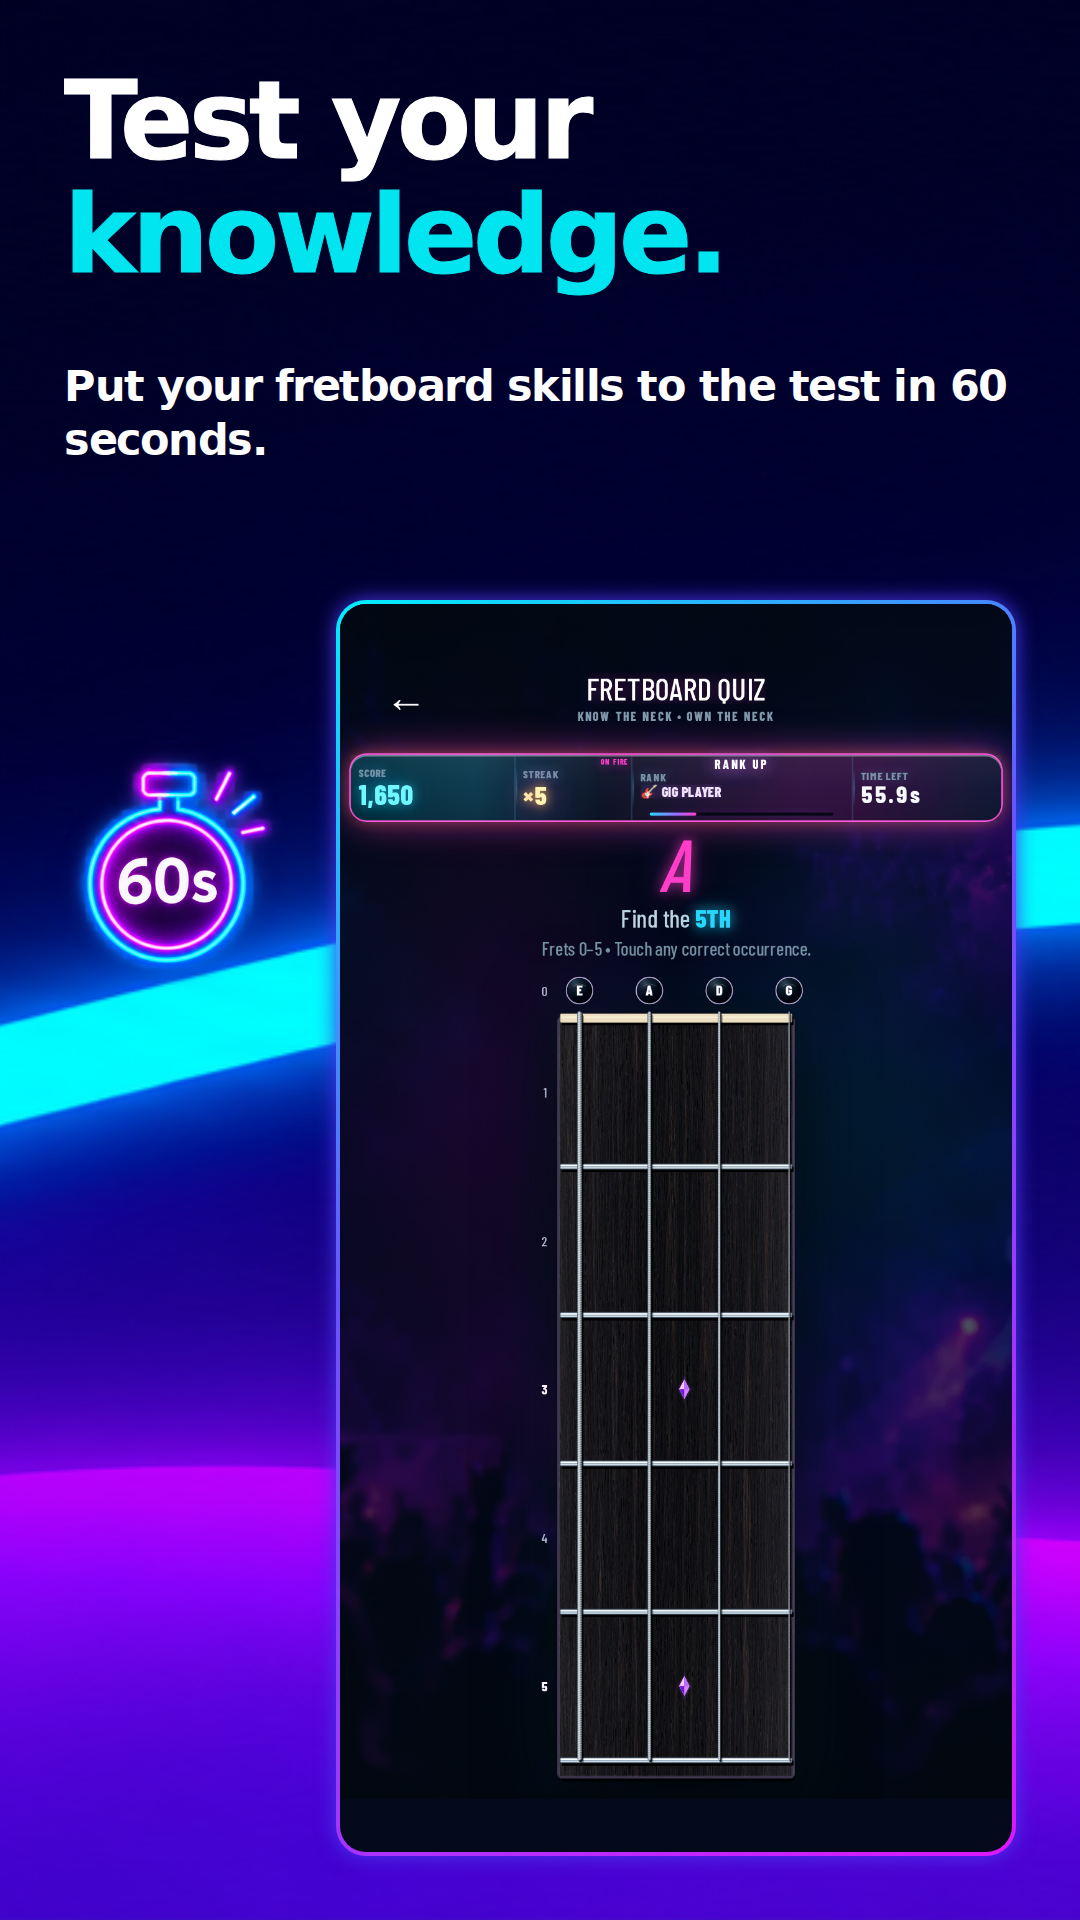 Test your
knowledge.
Put your fretboard skills to the test in 60
seconds.
←
FRETBOARD QUIZ
KNOW THE NECK • OWN THE NECK
SCORE
1,650
STREAK
ON FIRE
×5
RANK UP
RANK
GIG PLAYER
TIME LEFT
55.9s
60s
A
Find the 5TH
Frets 0–5 • Touch any correct occurrence.
0 E A D G
1
2
3
4
5